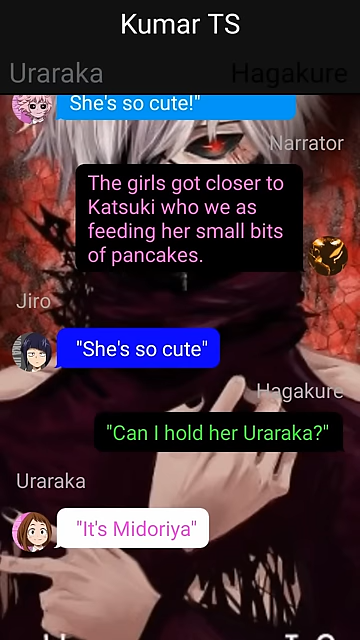 Kumar TS
Uraraka
Hagakure
She's so cute!"
Narrator
The girls got closer to
Katsuki who we as
feeding her small bits
of pancakes.
Jiro
"She's so cute"
Hagakure
"Can I hold her Uraraka?"
Uraraka
"It's Midoriya"